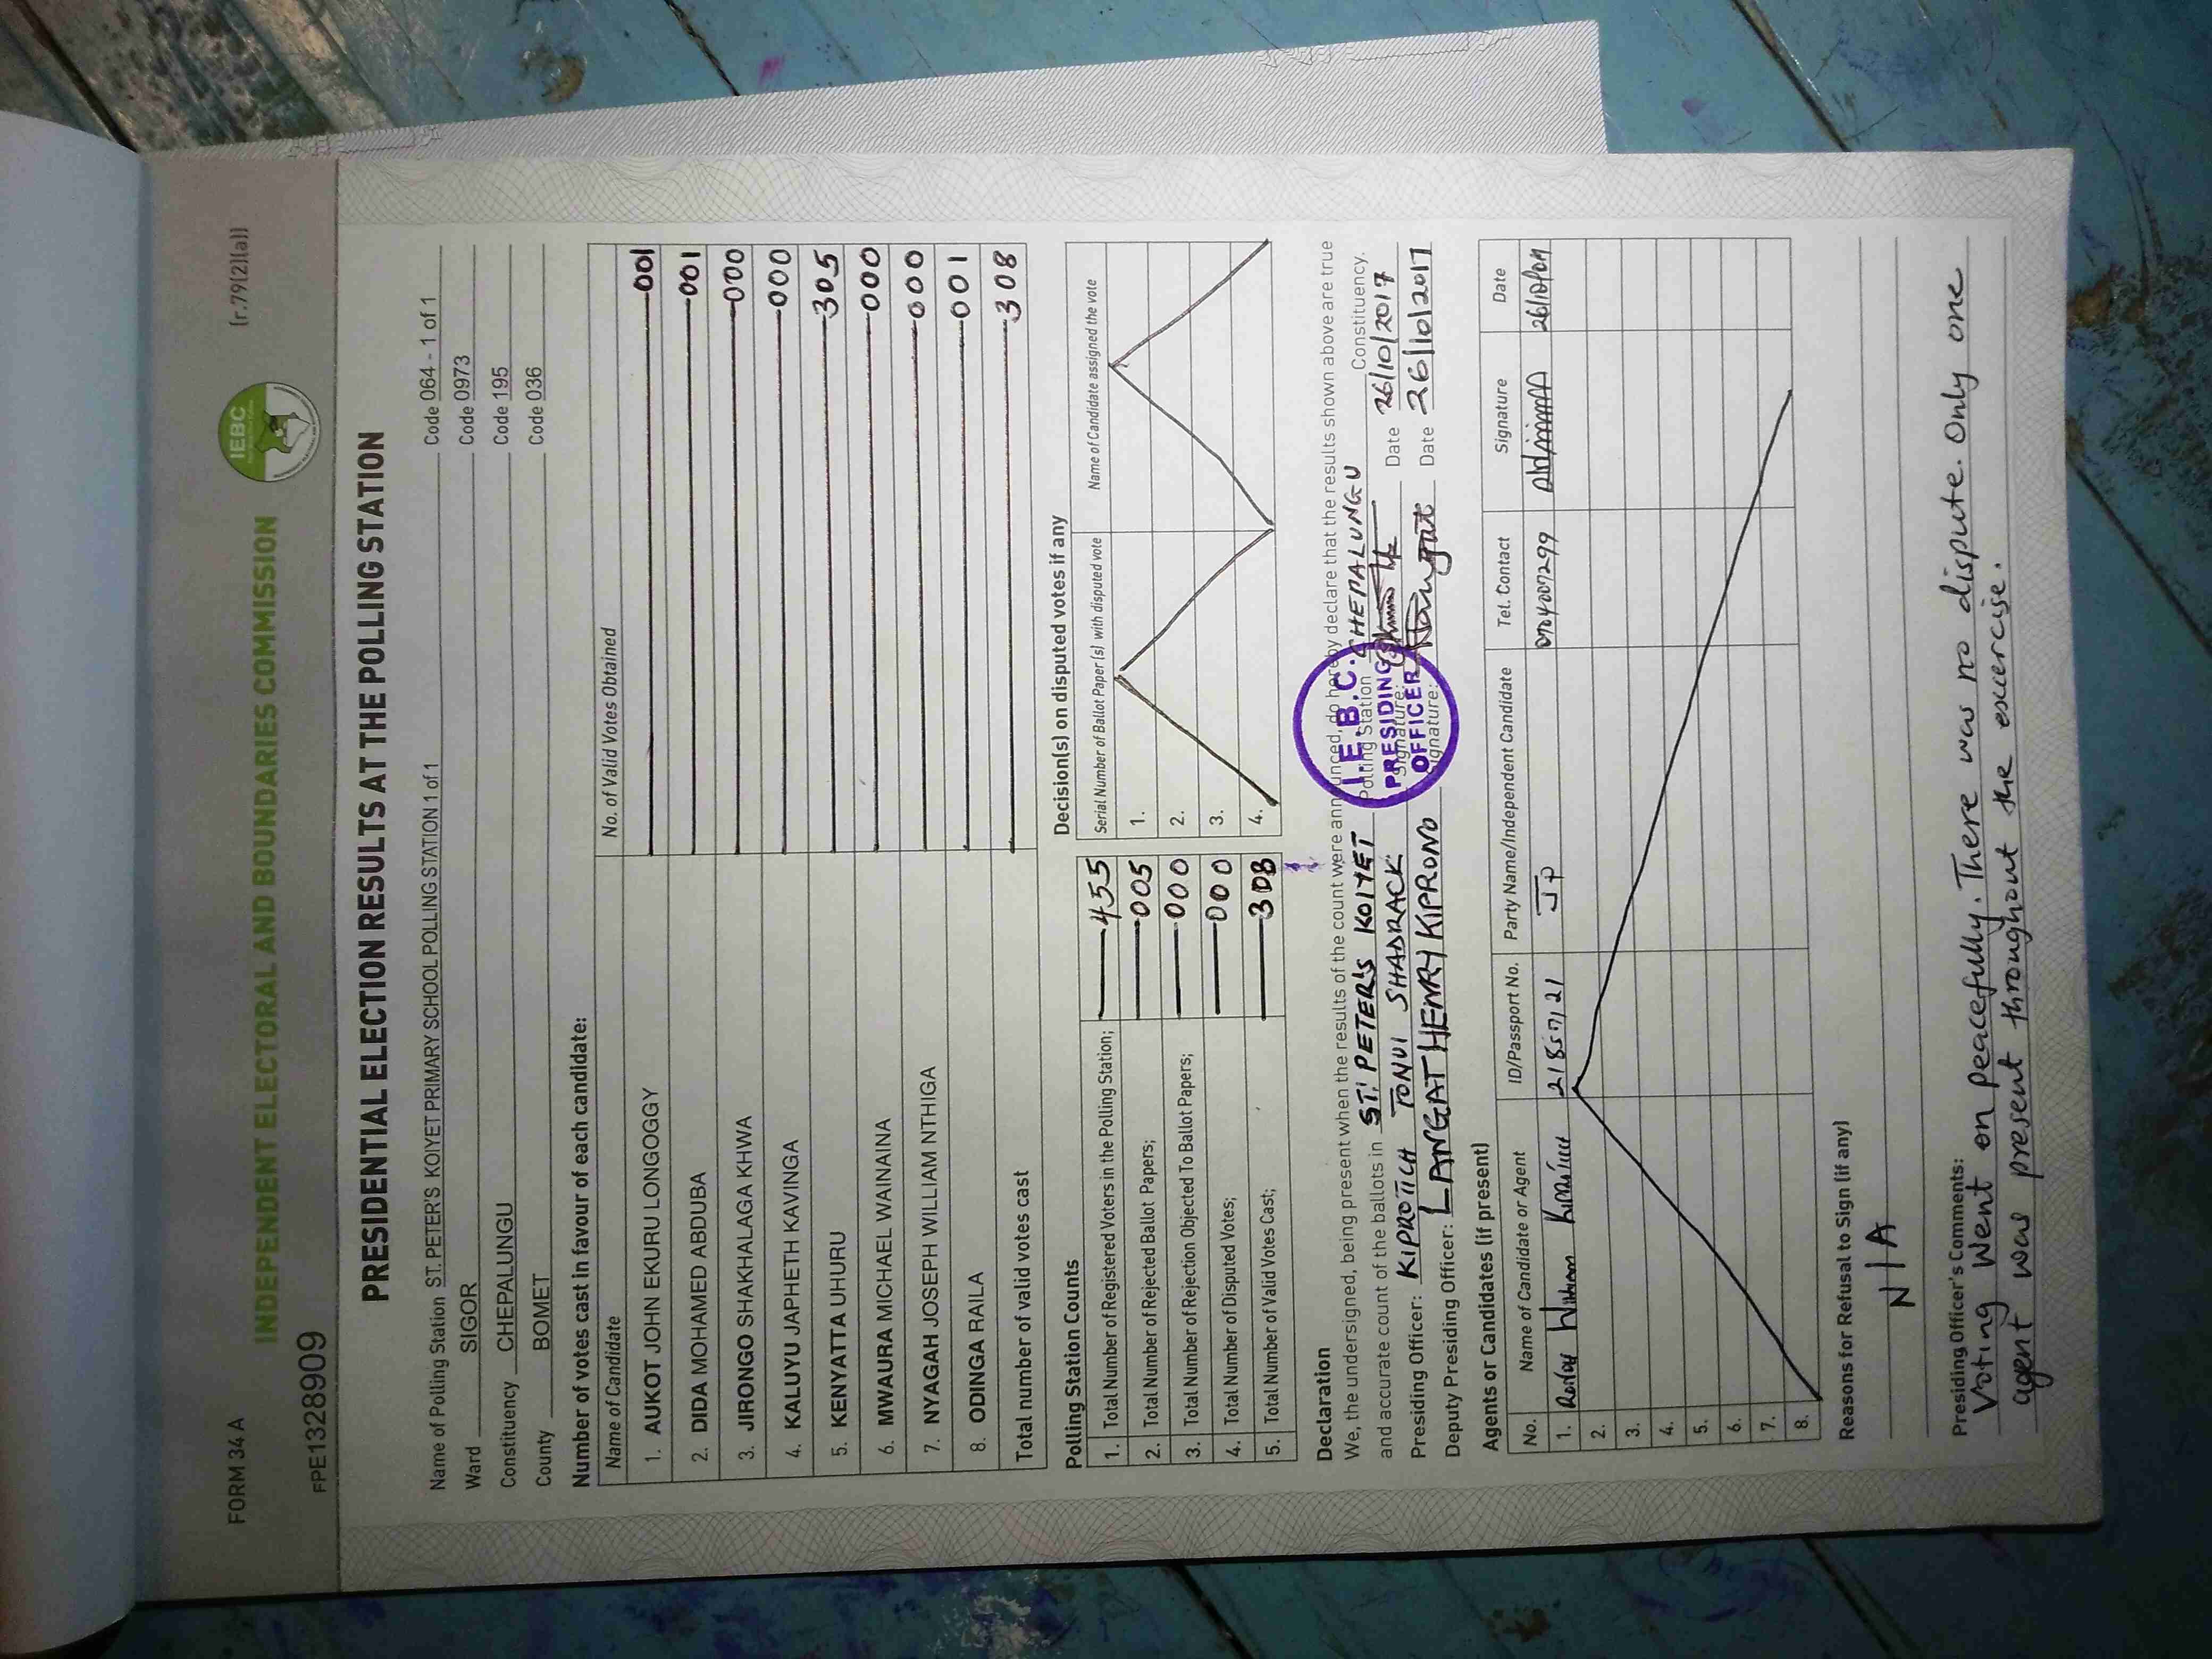 FORM 34 A
(r.79(2)(a))
IEBC
INDEPENDENT ELECTORAL AND BOUNDARIES COMMISSION
FPE1328909
PRESIDENTIAL ELECTION RESULTS AT THE POLLING STATION
Name of Polling Station ST. PETER'S KOIYET PRIMARY SCHOOL POLLING STATION 1 of 1 Code 064 - 1 of 1
Ward SIGOR Code 0973
Constituency CHEPALUNGU Code 195
County BOMET Code 036
Number of votes cast in favour of each candidate:
Name of Candidate No. of Valid Votes Obtained
1. AUKOT JOHN EKURU LONGOGGY 001
2. DIDA MOHAMED ABDUBA 001
3. JIRONGO SHAKHALAGA KHWA 000
4. KALUYU JAPHETH KAVINGA 000
5. KENYATTA UHURU 305
6. MWAURA MICHAEL WAINAINA 000
7. NYAGAH JOSEPH WILLIAM NTHIGA 000
8. ODINGA RAILA 001
Total number of valid votes cast 308
Polling Station Counts
1. Total Number of Registered Voters in the Polling Station; 455
2. Total Number of Rejected Ballot Papers; 005
3. Total Number of Rejection Objected To Ballot Papers; 000
4. Total Number of Disputed Votes; 000
5. Total Number of Valid Votes Cast; 308
Decision(s) on disputed votes if any
Serial Number of Ballot Paper (s) with disputed vote Name of Candidate assigned the vote
1.
2.
3.
4.
Declaration
We, the undersigned, being present when the results of the count were announced, do hereby declare that the results shown above are true
and accurate count of the ballots in ST. PETERS KOIYET Polling Station CHEPALUNGU Constituency.
Presiding Officer: KIPROTICH TONUI SHADRACK Signature: Date 26/10/2017
Deputy Presiding Officer: LANGAT HENRY KIPRONO Signature: Langat Date 26/10/2017
I.E.B.C.
PRESIDING
OFFICER
Agents or Candidates (if present)
No. Name of Candidate or Agent ID/Passport No. Party Name/Independent Candidate Tel. Contact Signature Date
1. 21857121 JP 0704007299 26/10/2017
2.
3.
4.
5.
6.
7.
8.
Reasons for Refusal to Sign (if any)
N/A
Presiding Officer's Comments:
Voting went on peacefully. There was no dispute. Only one
agent was present throughout the exercise.